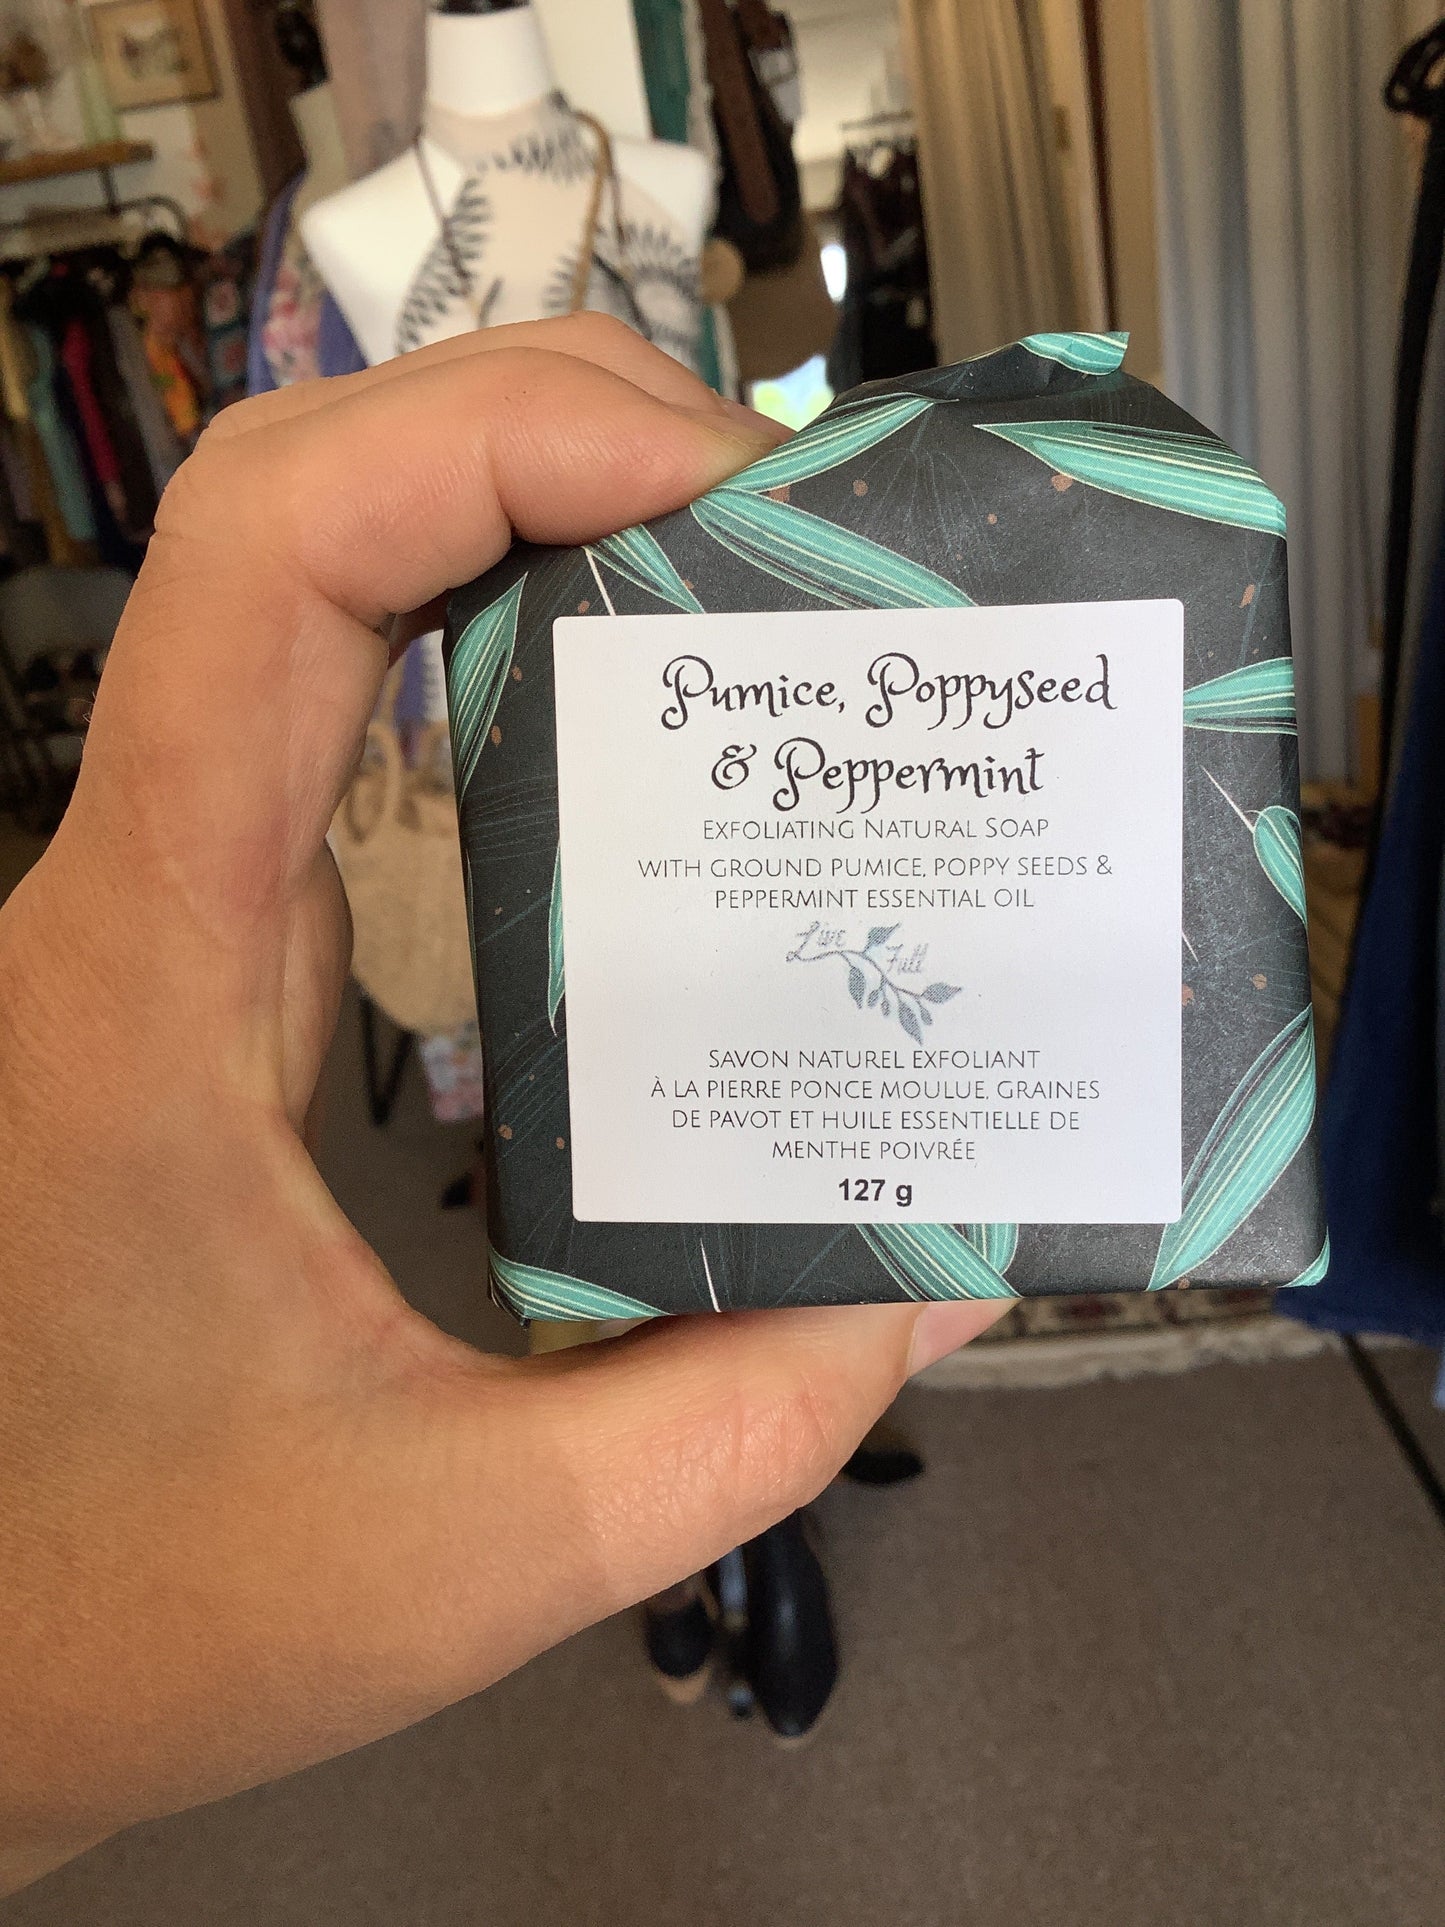 Pumice, Poppyseed
& Peppermint
Exfoliating Natural Soap
with ground pumice, poppy seeds &
peppermint essential oil
Live
Full
savon naturel exfoliant
à la pierre ponce moulue, graines
de pavot et huile essentielle de
menthe poivrée
127 g